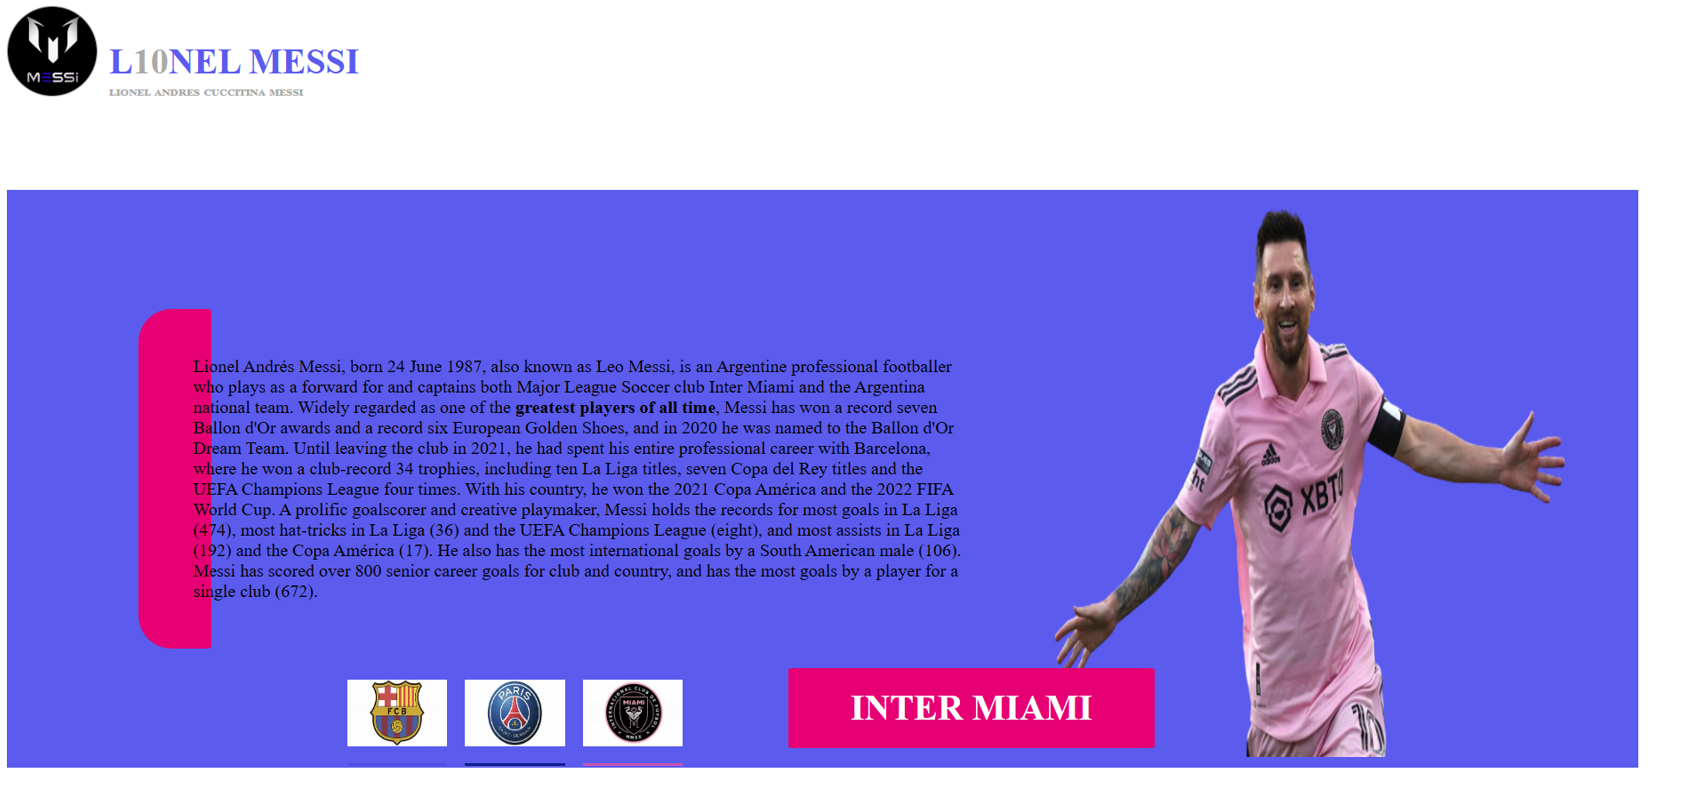 MESSi
L10NEL MESSI
LIONEL ANDRES CUCCITINA MESSI
Lionel Andrés Messi, born 24 June 1987, also known as Leo Messi, is an Argentine professional footballer
who plays as a forward for and captains both Major League Soccer club Inter Miami and the Argentina
national team. Widely regarded as one of the greatest players of all time, Messi has won a record seven
Ballon d'Or awards and a record six European Golden Shoes, and in 2020 he was named to the Ballon d'Or
Dream Team. Until leaving the club in 2021, he had spent his entire professional career with Barcelona,
where he won a club-record 34 trophies, including ten La Liga titles, seven Copa del Rey titles and the
UEFA Champions League four times. With his country, he won the 2021 Copa América and the 2022 FIFA
World Cup. A prolific goalscorer and creative playmaker, Messi holds the records for most goals in La Liga
(474), most hat-tricks in La Liga (36) and the UEFA Champions League (eight), and most assists in La Liga
(192) and the Copa América (17). He also has the most international goals by a South American male (106).
Messi has scored over 800 senior career goals for club and country, and has the most goals by a player for a
single club (672).
adidas
XBTO
10
FCB
PARIS
SAINT-GERMAIN
INTERNACIONAL CLUB DE FUTBOL
MIAMI
MMXX
INTER MIAMI